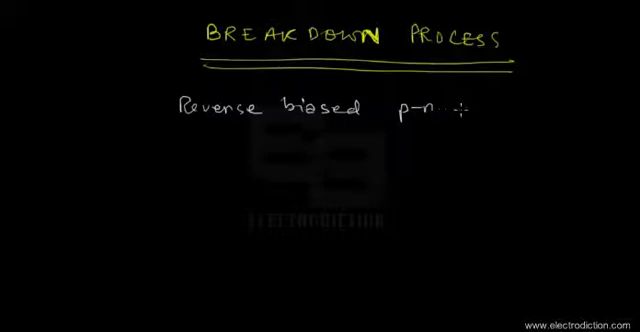 BREAKDOWN PROCESS
Reverse biased p-n
ELECTRODICTION
www.electrodiction.com